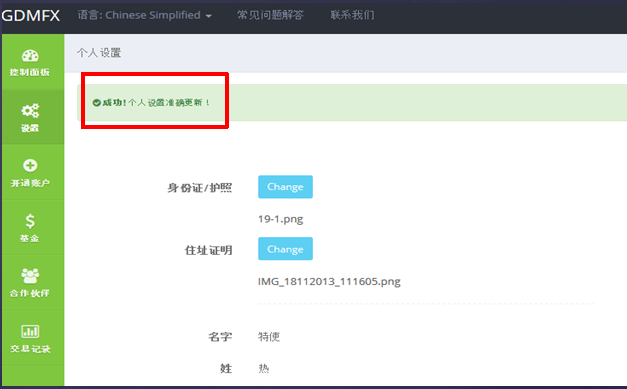 GDMFX 语言: Chinese Simplified 常见问题解答 联系我们
控制面板
个人设置
设置
成功! 个人设置准确更新!
开通账户
身份证/护照 Change
19-1.png
基金
住址证明 Change
IMG_18112013_111605.png
合作伙伴
名字 特使
交易记录
姓 热